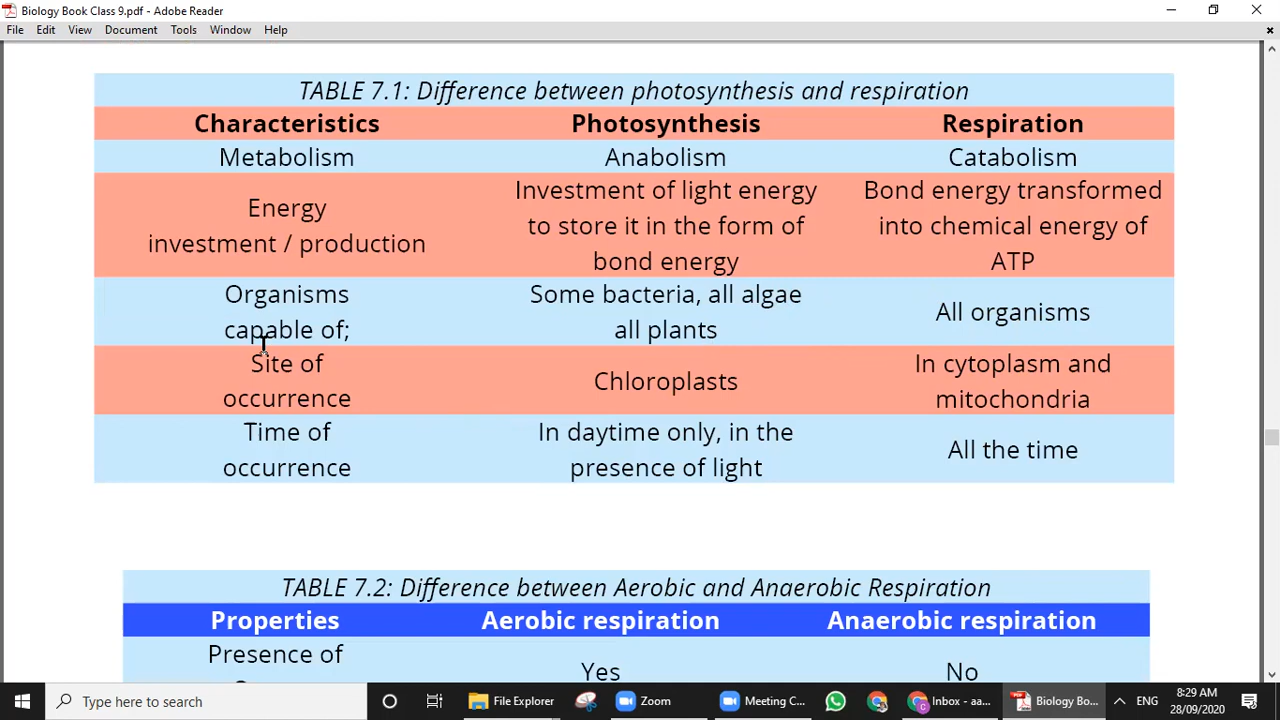 Biology Book Class 9.pdf - Adobe Reader
File Edit View Document Tools Window Help
TABLE 7.1: Difference between photosynthesis and respiration
Characteristics Photosynthesis Respiration
Metabolism Anabolism Catabolism
Energy
investment / production
Investment of light energy
to store it in the form of
bond energy
Bond energy transformed
into chemical energy of
ATP
Organisms
capable of;
Some bacteria, all algae
all plants
All organisms
Site of
occurrence
Chloroplasts
In cytoplasm and
mitochondria
Time of
occurrence
In daytime only, in the
presence of light
All the time
TABLE 7.2: Difference between Aerobic and Anaerobic Respiration
Properties Aerobic respiration Anaerobic respiration
Presence of
Yes
No
Type here to search
File Explorer
Zoom
Meeting C...
Inbox - aa...
Biology Bo...
ENG
8:29 AM
28/09/2020